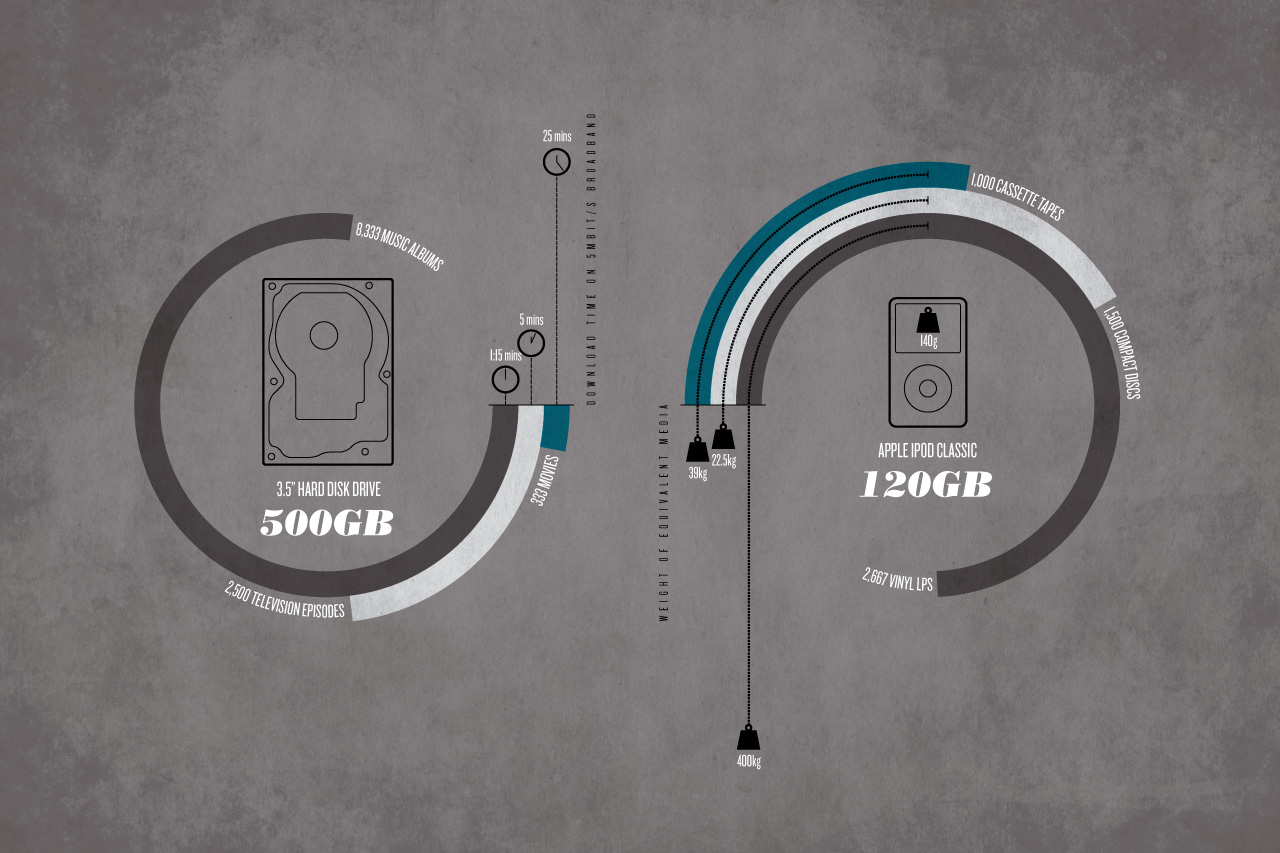 25 mins
5 mins
1:15 mins
DOWNLOAD TIME ON 5MBIT/S BROADBAND
8,333 MUSIC ALBUMS
333 MOVIES
2,500 TELEVISION EPISODES
3.5" HARD DISK DRIVE
500GB
1,000 CASSETTE TAPES
1,500 COMPACT DISCS
2,667 VINYL LPS
140g
APPLE IPOD CLASSIC
120GB
WEIGHT OF EQUIVALENT MEDIA
39kg
22.5kg
400kg